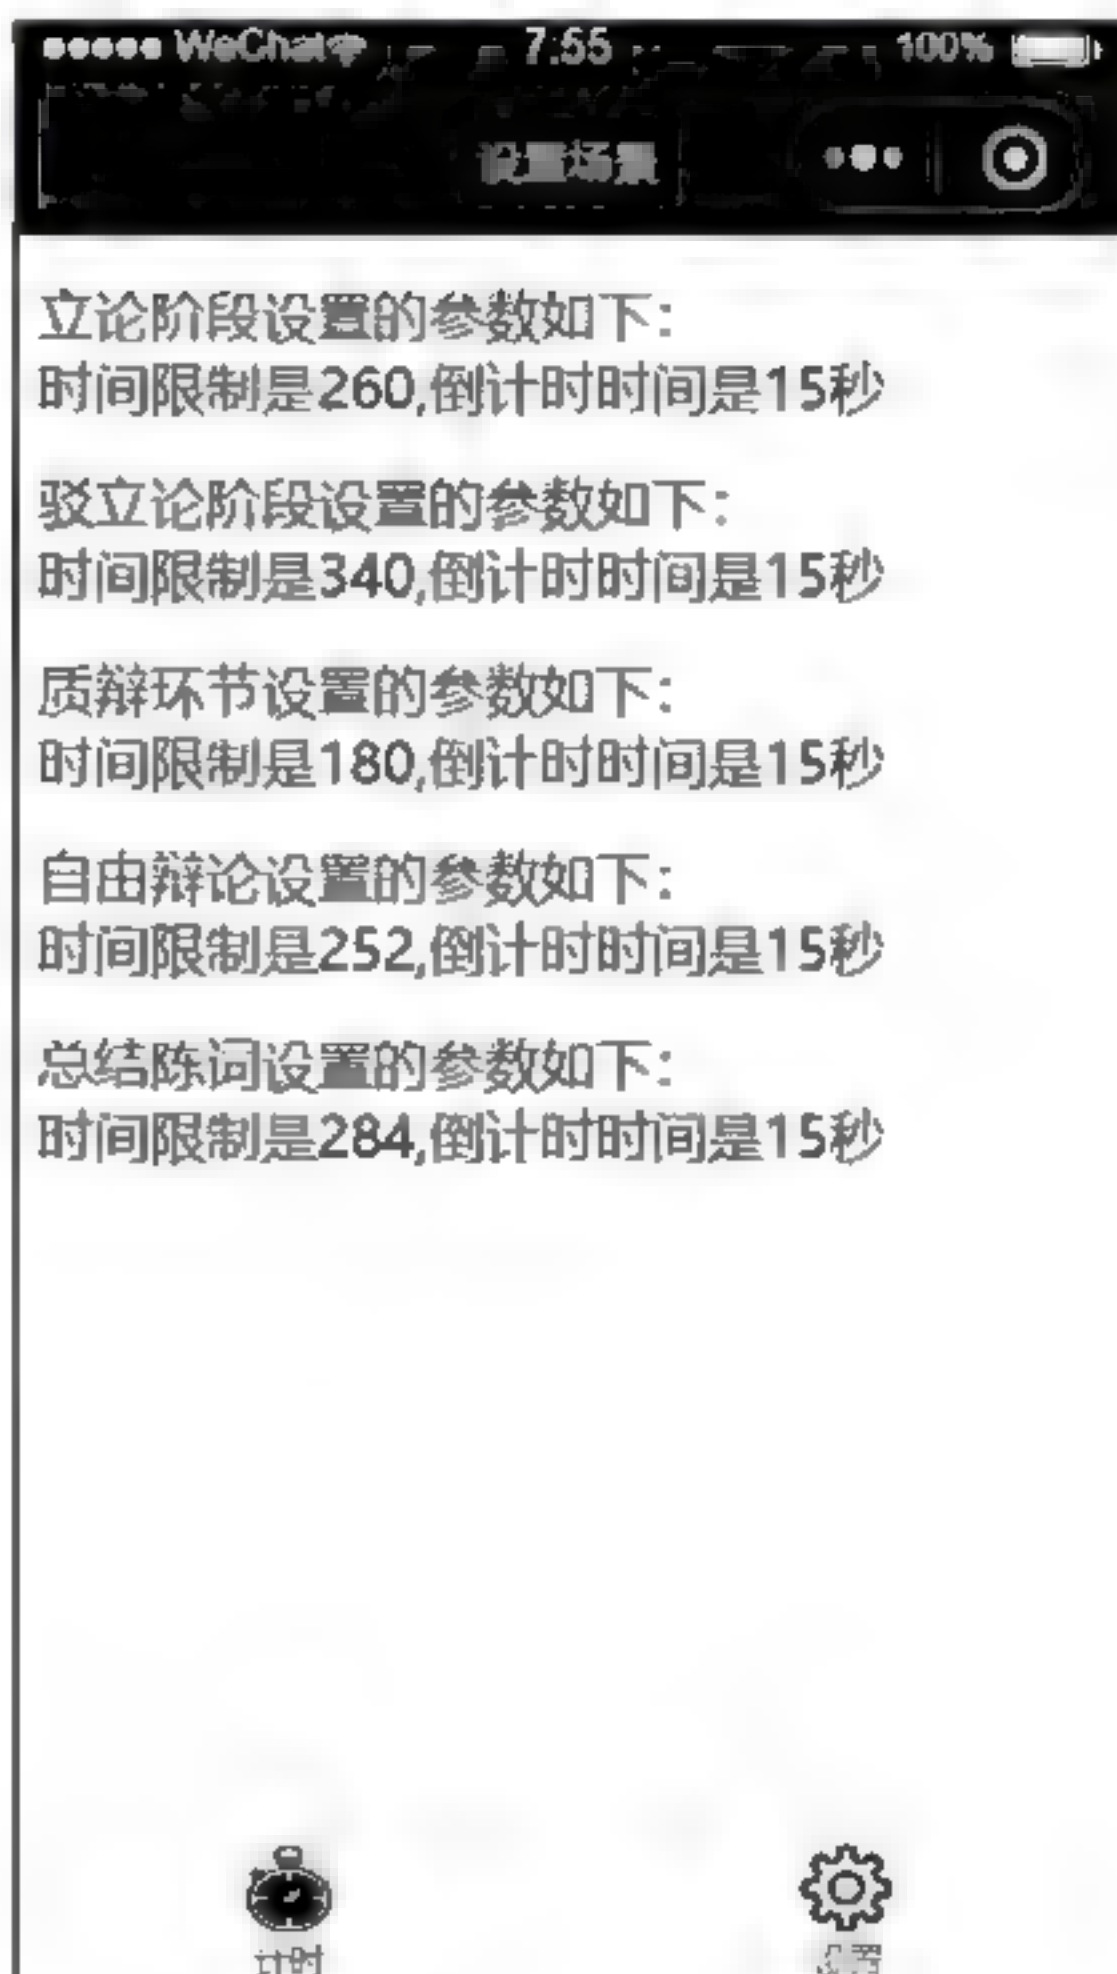 WeChat 7:55 100%
设置场景
立论阶段设置的参数如下：
时间限制是260,倒计时时间是15秒
驳立论阶段设置的参数如下：
时间限制是340,倒计时时间是15秒
质辩环节设置的参数如下：
时间限制是180,倒计时时间是15秒
自由辩论设置的参数如下：
时间限制是252,倒计时时间是15秒
总结陈词设置的参数如下：
时间限制是284,倒计时时间是15秒
计时 设置